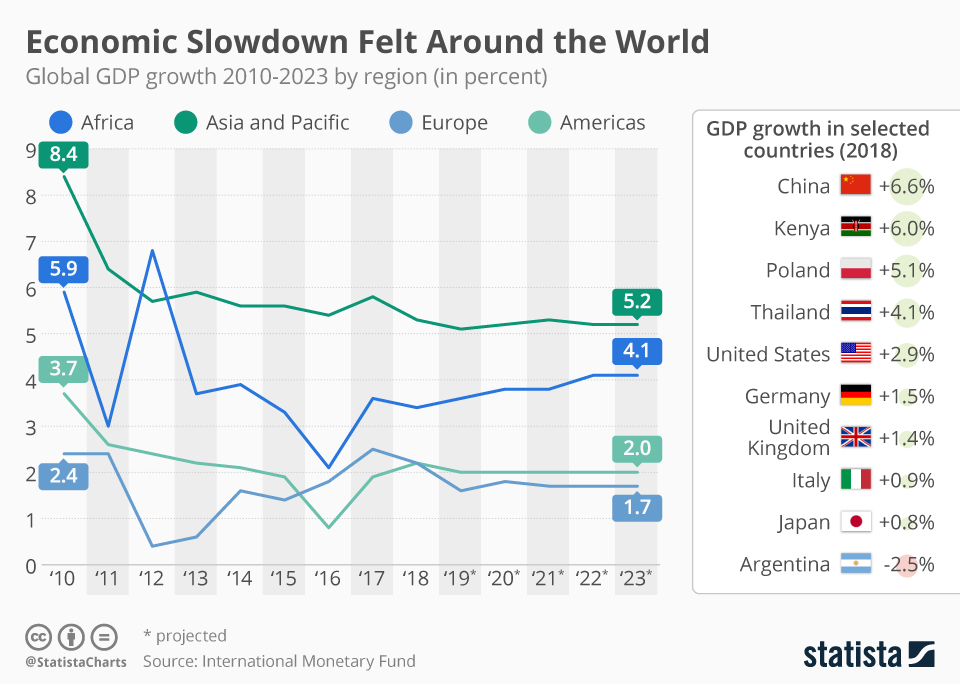 Economic Slowdown Felt Around the World
Global GDP growth 2010-2023 by region (in percent)
Africa
Asia and Pacific
Europe
Americas
9
8
7
6
5
4
3
2
1
0
8.4
5.9
3.7
2.4
5.2
4.1
2.0
1.7
‘10
‘11
‘12
‘13
‘14
‘15
‘16
‘17
‘18
‘19*
‘20*
‘21*
‘22*
‘23*
GDP growth in selected
countries (2018)
China +6.6%
Kenya +6.0%
Poland +5.1%
Thailand +4.1%
United States +2.9%
Germany +1.5%
United
Kingdom +1.4%
Italy +0.9%
Japan +0.8%
Argentina -2.5%
cc
@StatistaCharts
* projected
Source: International Monetary Fund
statista